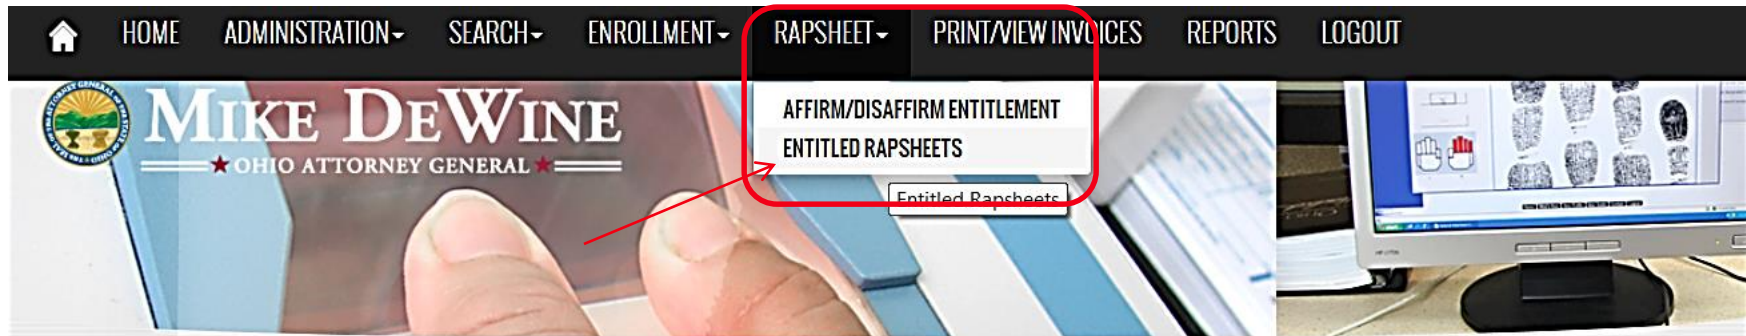 HOME ADMINISTRATION SEARCH ENROLLMENT RAPSHEET PRINT/VIEW INVOICES REPORTS LOGOUT
MIKE DEWINE
OHIO ATTORNEY GENERAL
AFFIRM/DISAFFIRM ENTITLEMENT
ENTITLED RAPSHEETS
Entitled Rapsheets